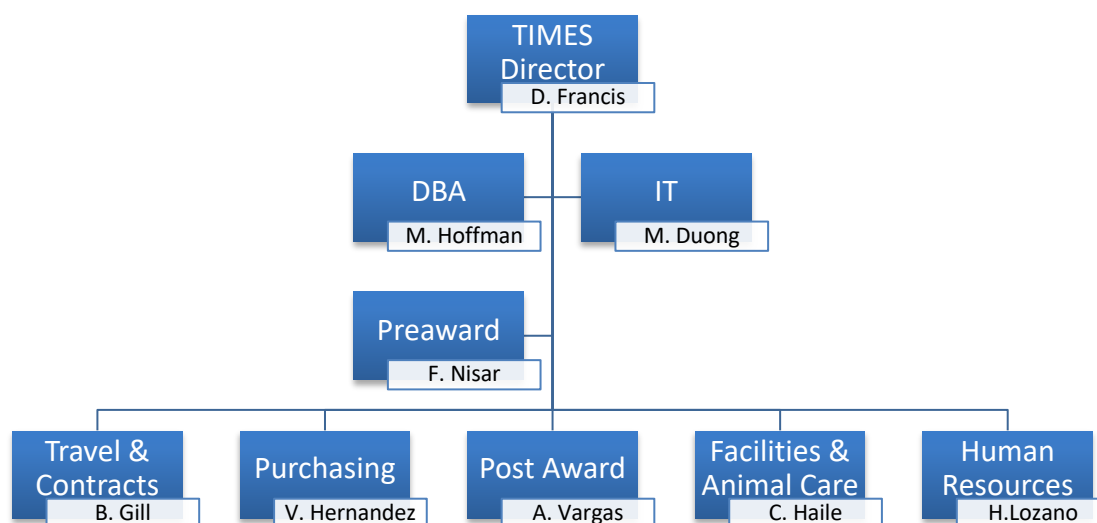 TIMES
Director
D. Francis
DBA
M. Hoffman
IT
M. Duong
Preaward
F. Nisar
Travel &
Contracts
B. Gill
Purchasing
V. Hernandez
Post Award
A. Vargas
Facilities &
Animal Care
C. Haile
Human
Resources
H.Lozano